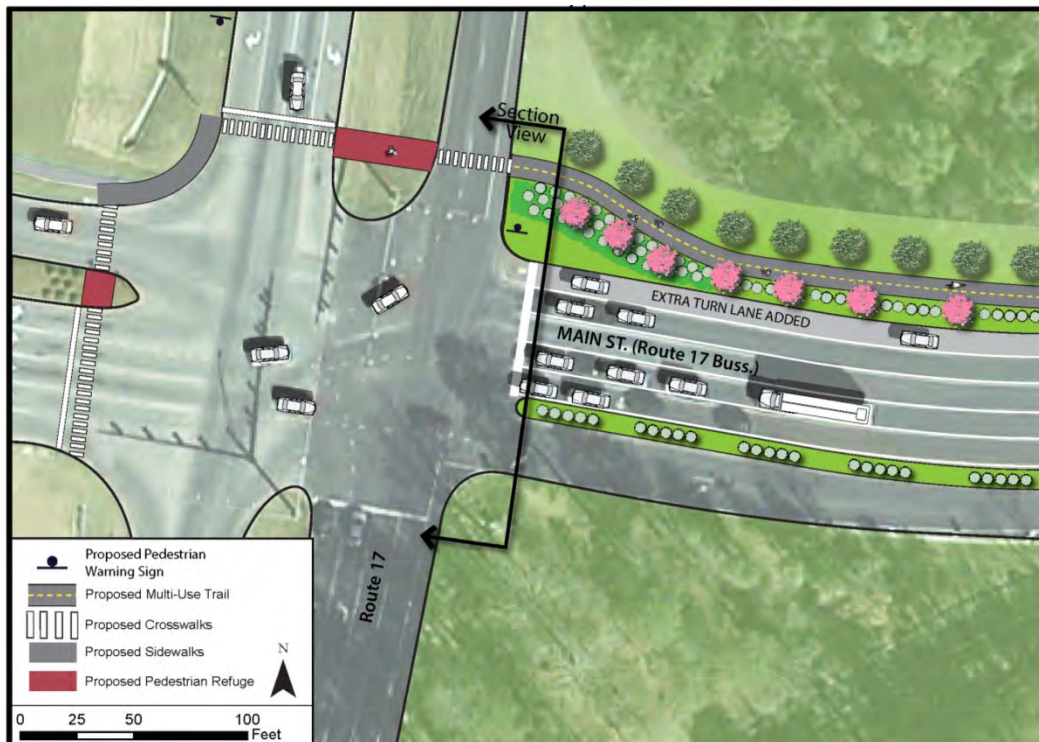 Section
View
EXTRA TURN LANE ADDED
MAIN ST. (Route 17 Buss.)
Route 17
Proposed Pedestrian
Warning Sign
Proposed Multi-Use Trail
Proposed Crosswalks
Proposed Sidewalks
Proposed Pedestrian Refuge
N
0 25 50 100
Feet